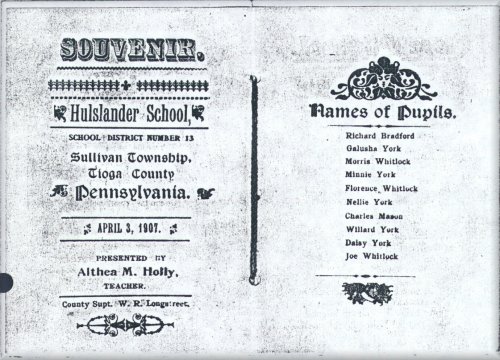 SOUVENIR.
Hulslander School,
SCHOOL DISTRICT NUMBER 13
Sullivan Township,
Tioga County
Pennsylvania.
APRIL 3, 1907.
PRESENTED BY
Althea M. Holly,
TEACHER.
County Supt. W. R. Longstreet.
Names of Pupils.
Richard Bradford
Galusha York
Morris Whitlock
Minnie York
Florence Whitlock
Nellie York
Charles Mason
Willard York
Daisy York
Joe Whitlock